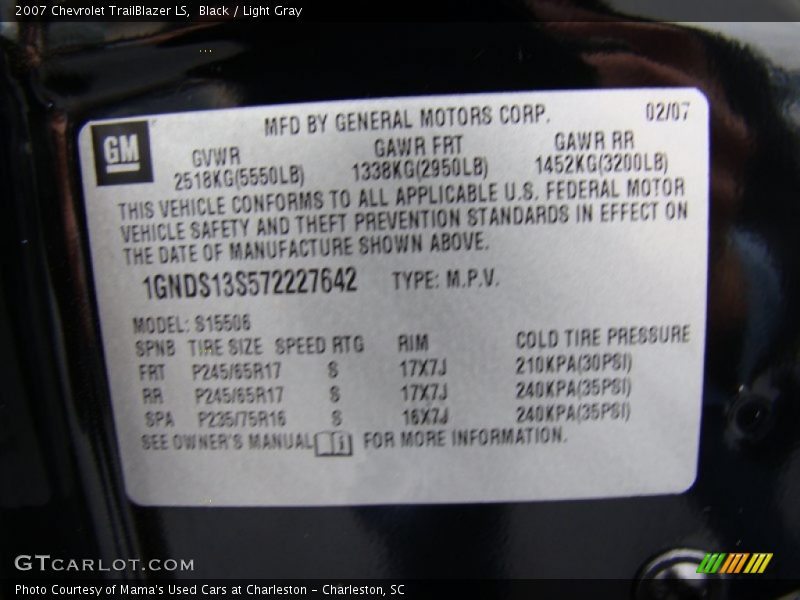 2007 Chevrolet TrailBlazer LS,  Black / Light Gray
GM
MFD BY GENERAL MOTORS CORP. 02/07
GVWR GAWR FRT GAWR RR
2518KG(5550LB) 1338KG(2950LB) 1452KG(3200LB)
THIS VEHICLE CONFORMS TO ALL APPLICABLE U.S. FEDERAL MOTOR
VEHICLE SAFETY AND THEFT PREVENTION STANDARDS IN EFFECT ON
THE DATE OF MANUFACTURE SHOWN ABOVE.
1GNDS13S572227642 TYPE: M.P.V.
MODEL: S15506
SPNB TIRE SIZE SPEED RTG RIM COLD TIRE PRESSURE
FRT P245/65R17 S 17X7J 210KPA(30PSI)
RR P245/65R17 S 17X7J 240KPA(35PSI)
SPA P235/75R16 S 16X7J 240KPA(35PSI)
SEE OWNER'S MANUAL i FOR MORE INFORMATION.
GTCARLOT.COM
Photo Courtesy of Mama's Used Cars at Charleston - Charleston, SC